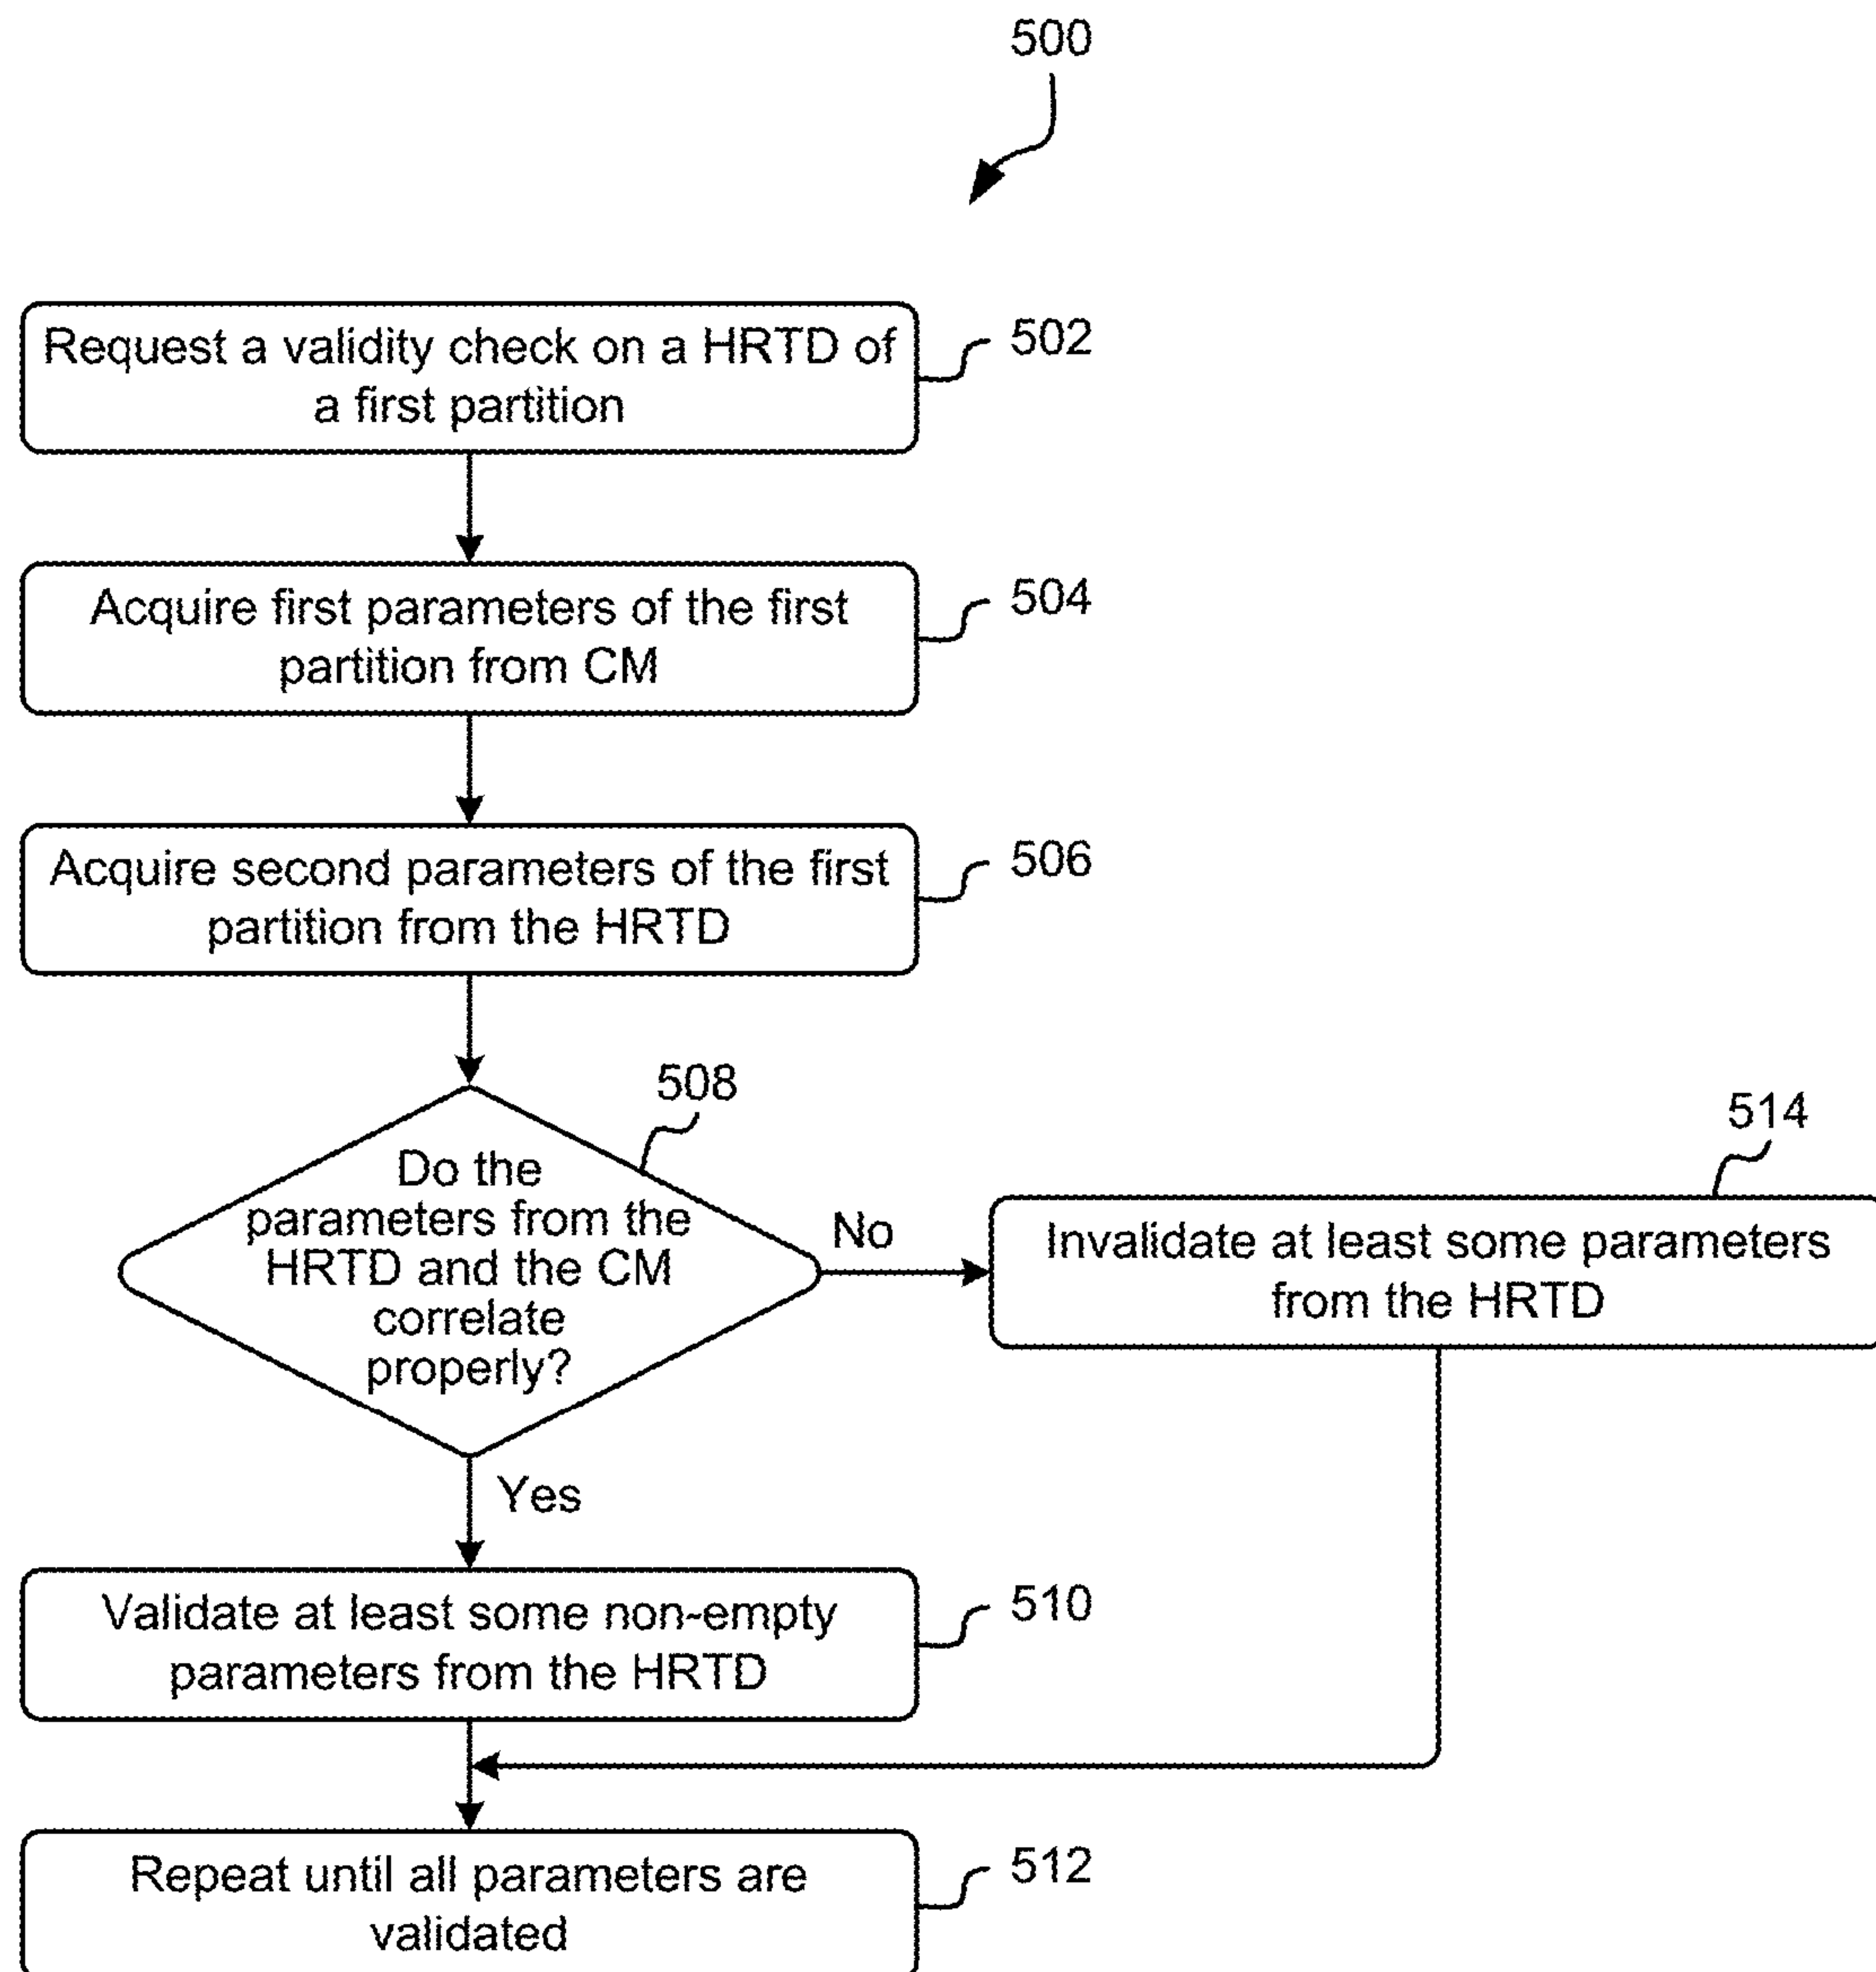 500
Request a validity check on a HRTD of
a first partition
502
Acquire first parameters of the first
partition from CM
504
Acquire second parameters of the first
partition from the HRTD
506
508
Do the
parameters from the
HRTD and the CM
correlate
properly?
No
514
Invalidate at least some parameters
from the HRTD
Yes
Validate at least some non-empty
parameters from the HRTD
510
Repeat until all parameters are
validated
512